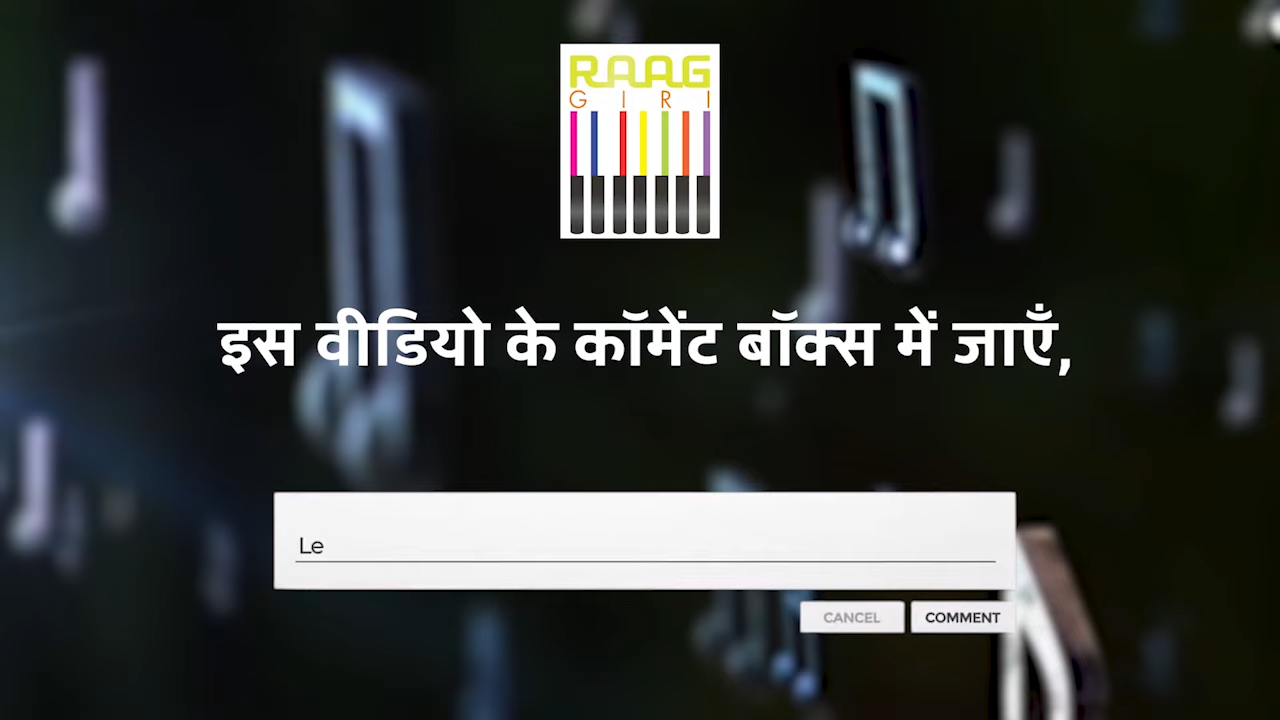 RAAG
GIRI
इस वीडियो के कॉमेंट बॉक्स में जाएँ,
Le
CANCEL COMMENT